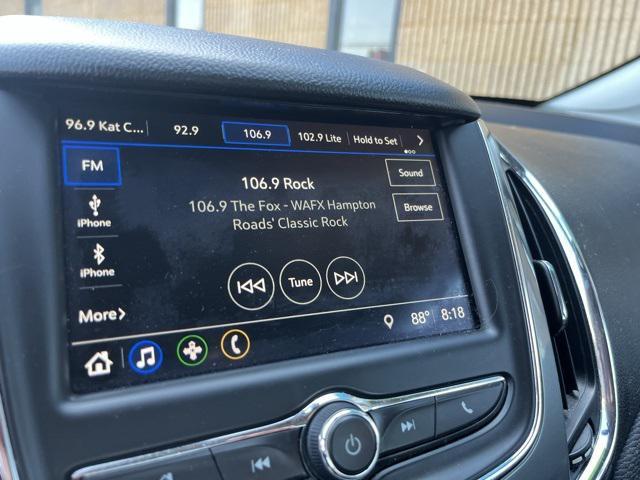 96.9 Kat C... 92.9 106.9 102.9 Lite Hold to Set
FM
Sound
106.9 Rock
iPhone
106.9 The Fox - WAFX Hampton
Roads' Classic Rock
Browse
iPhone
Tune
More
88° 8:18